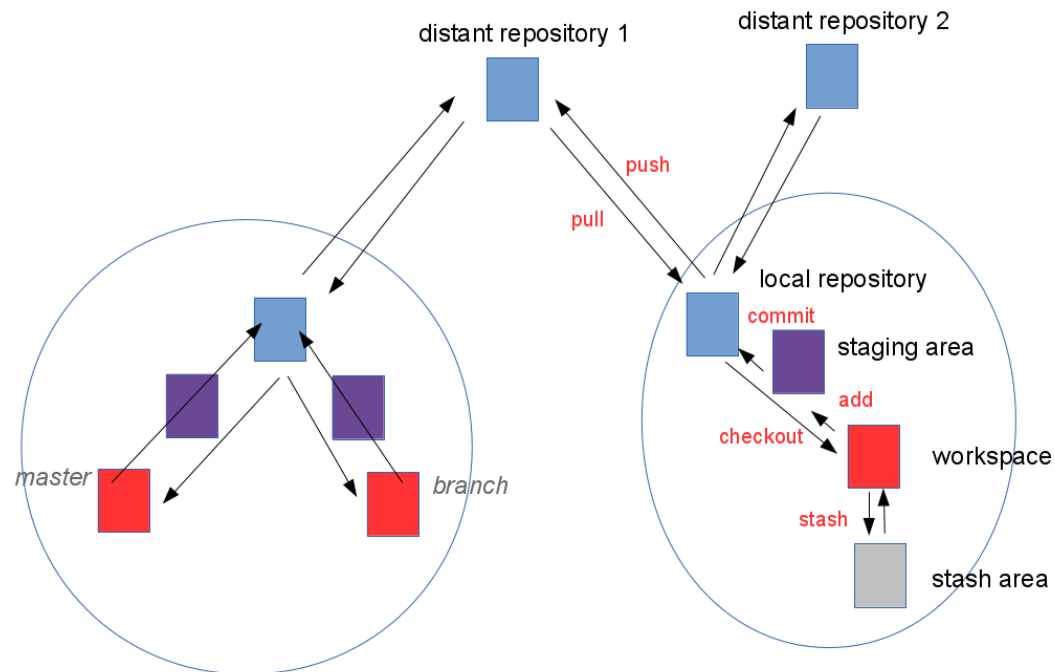 distant repository 1
distant repository 2
push
pull
local repository
commit
staging area
add
checkout
master
branch
workspace
stash
stash area